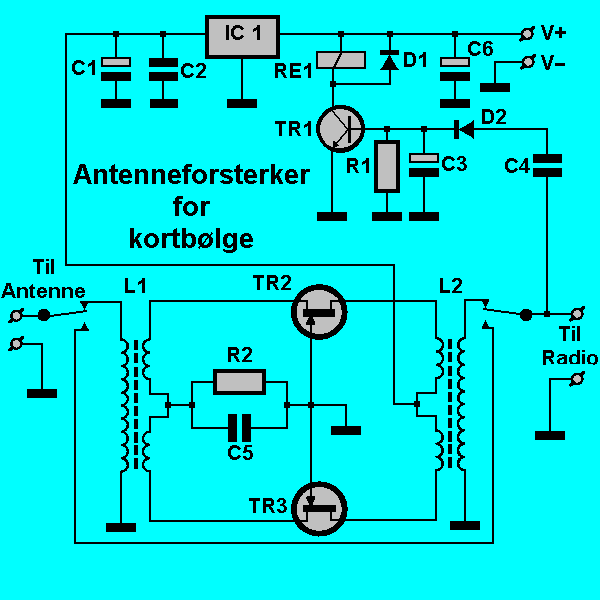 IC 1
V+
C1
C2
RE1
D1
C6
V–
TR1
D2
R1
C3
C4
Antenneforsterker
for
kortbølge
Til
Antenne
L1
TR2
L2
Til
Radio
R2
C5
TR3